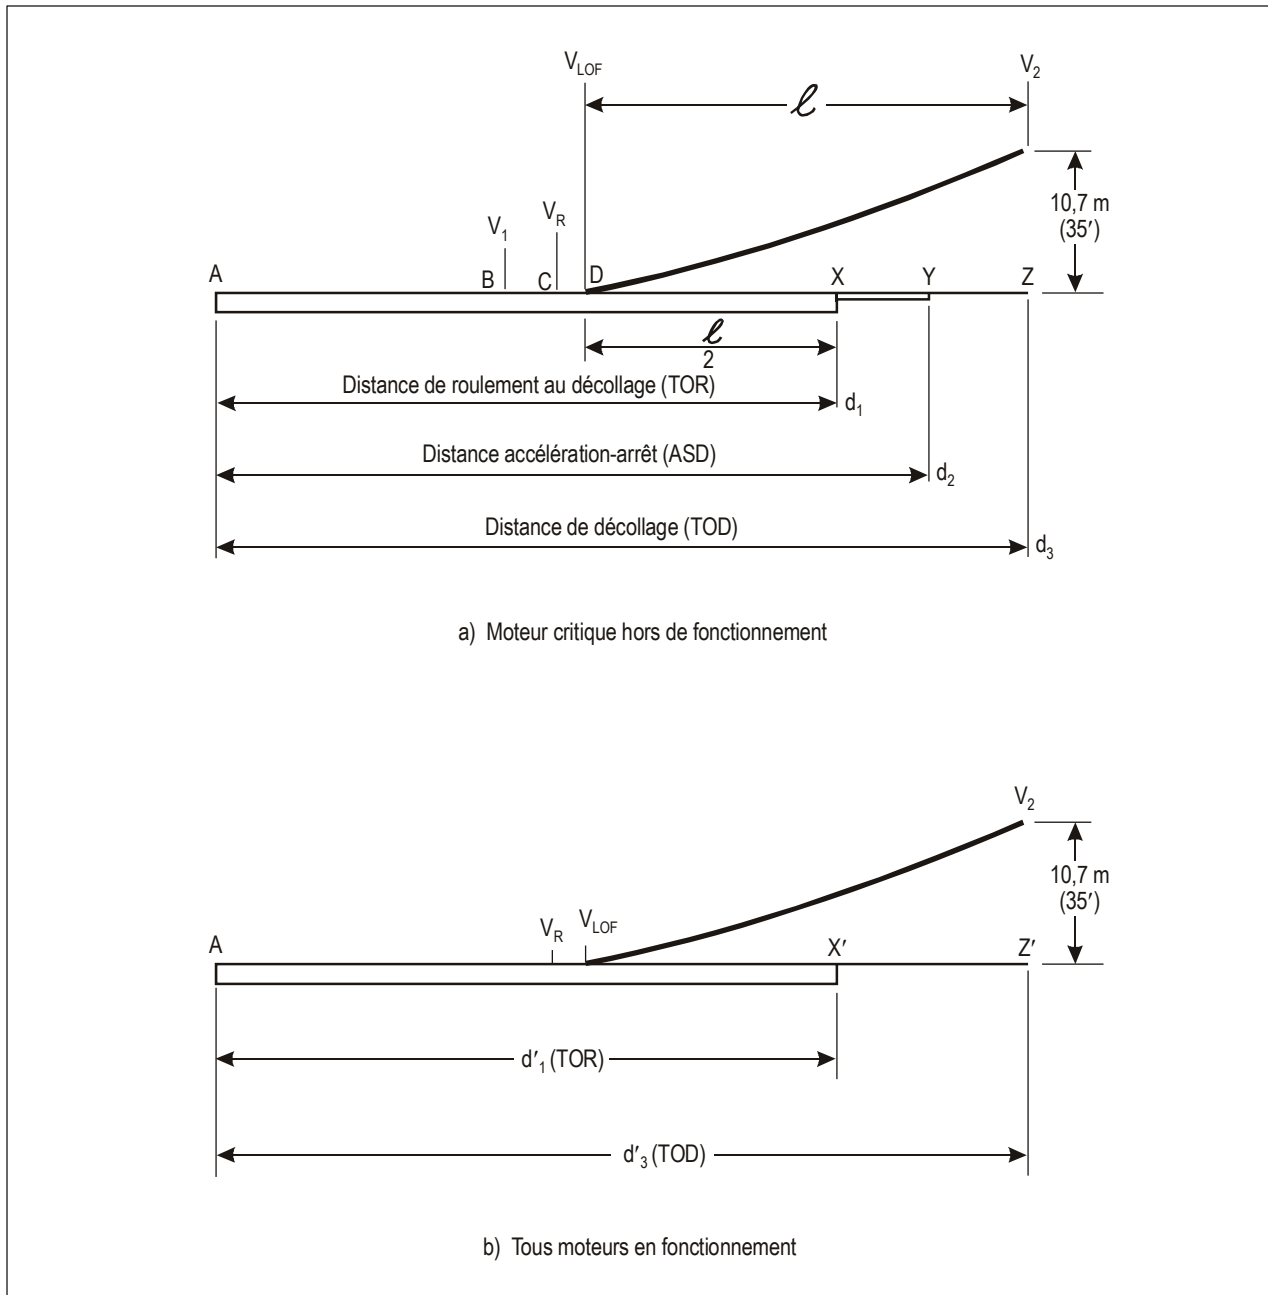 V_LOF
V_2
ℓ
10,7 m
(35′)
V_R
V_1
A
B
C
D
X
Y
Z
ℓ
2
Distance de roulement au décollage (TOR)
d_1
Distance accélération-arrêt (ASD)
d_2
Distance de décollage (TOD)
d_3
a) Moteur critique hors de fonctionnement
V_2
10,7 m
(35′)
V_R
V_LOF
A
X′
Z′
d′_1 (TOR)
d′_3 (TOD)
b) Tous moteurs en fonctionnement